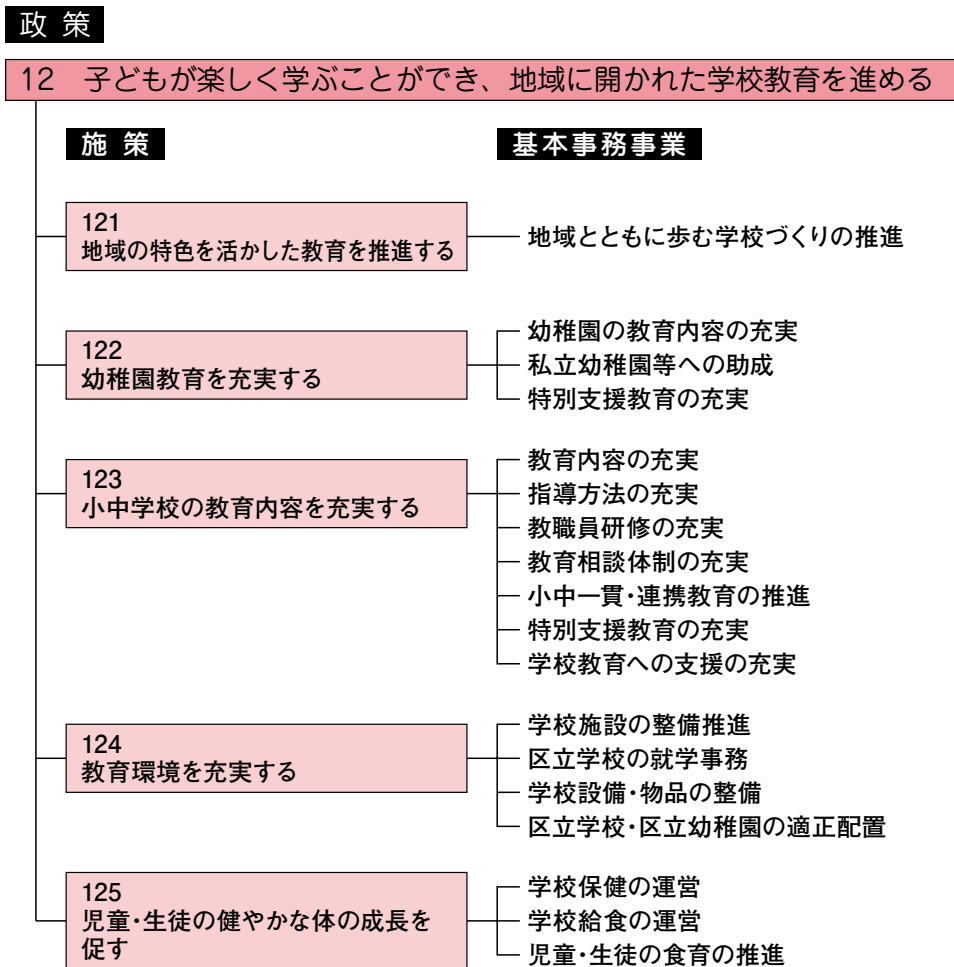 政策
12 子どもが楽しく学ぶことができ、地域に開かれた学校教育を進める
施策
基本事務事業
121
地域の特色を活かした教育を推進する
地域とともに歩む学校づくりの推進
122
幼稚園教育を充実する
幼稚園の教育内容の充実
私立幼稚園等への助成
特別支援教育の充実
123
小中学校の教育内容を充実する
教育内容の充実
指導方法の充実
教職員研修の充実
教育相談体制の充実
小中一貫・連携教育の推進
特別支援教育の充実
学校教育への支援の充実
124
教育環境を充実する
学校施設の整備推進
区立学校の就学事務
学校設備・物品の整備
区立学校・区立幼稚園の適正配置
125
児童・生徒の健やかな体の成長を
促す
学校保健の運営
学校給食の運営
児童・生徒の食育の推進